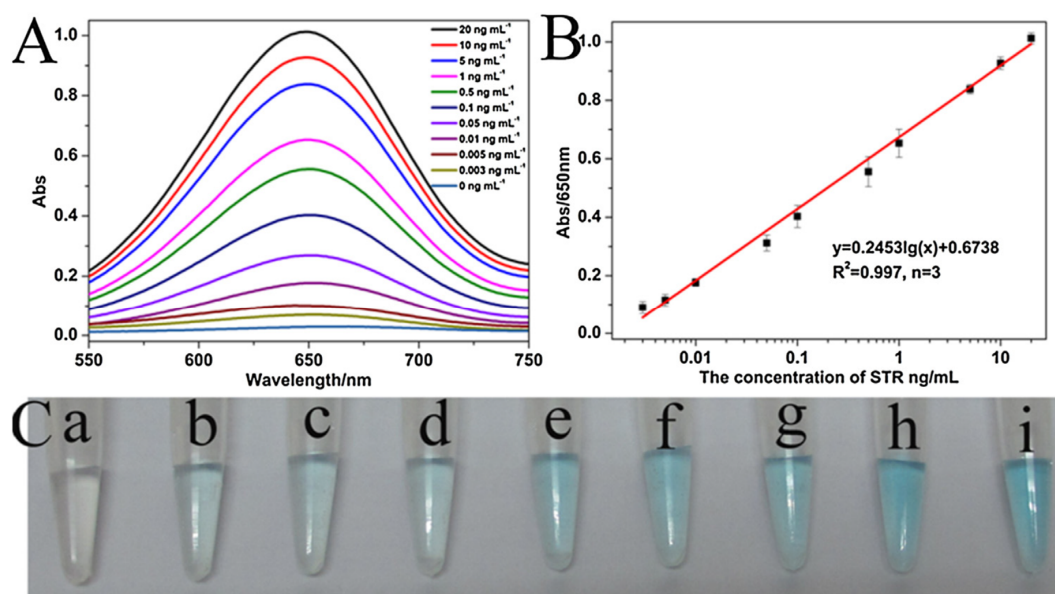 A
Abs
1.0
0.8
0.6
0.4
0.2
0.0
550
600
650
700
750
Wavelength/nm
20 ng mL⁻¹
10 ng mL⁻¹
5 ng mL⁻¹
1 ng mL⁻¹
0.5 ng mL⁻¹
0.1 ng mL⁻¹
0.05 ng mL⁻¹
0.01 ng mL⁻¹
0.005 ng mL⁻¹
0.003 ng mL⁻¹
0 ng mL⁻¹
B
Abs/650nm
1.0
0.8
0.6
0.4
0.2
0.0
y=0.2453lg(x)+0.6738
R²=0.997, n=3
0.01
0.1
1
10
The concentration of STR ng/mL
C a b c d e f g h i